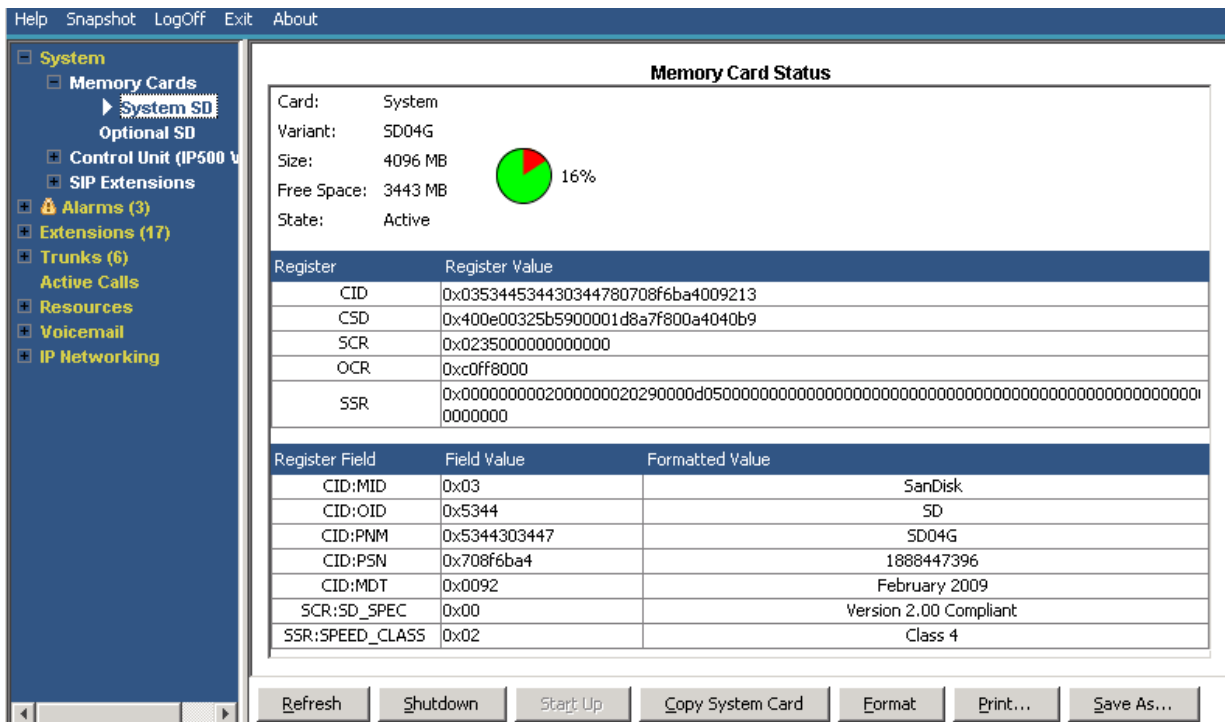 Help Snapshot LogOff Exit About
System
Memory Cards
System SD
Optional SD
Control Unit (IP500 V
SIP Extensions
Alarms (3)
Extensions (17)
Trunks (6)
Active Calls
Resources
Voicemail
IP Networking
Memory Card Status
Card: System
Variant: SD04G
Size: 4096 MB
16%
Free Space: 3443 MB
State: Active
Register Register Value
CID 0x0353445344303447 80708f6ba4009213
CSD 0x400e00325b5900001d8a7f800a4040b9
SCR 0x0235000000000000
OCR 0xc0ff8000
SSR
0000000
Register Field Field Value Formatted Value
CID:MID 0x03 SanDisk
CID:OID 0x5344 SD
CID:PNM 0x5344303447 SD04G
CID:PSN 0x708f6ba4 1888447396
CID:MDT 0x0092 February 2009
SCR:SD_SPEC 0x00 Version 2.00 Compliant
SSR:SPEED_CLASS 0x02 Class 4
Refresh Shutdown Start Up Copy System Card Format Print... Save As...